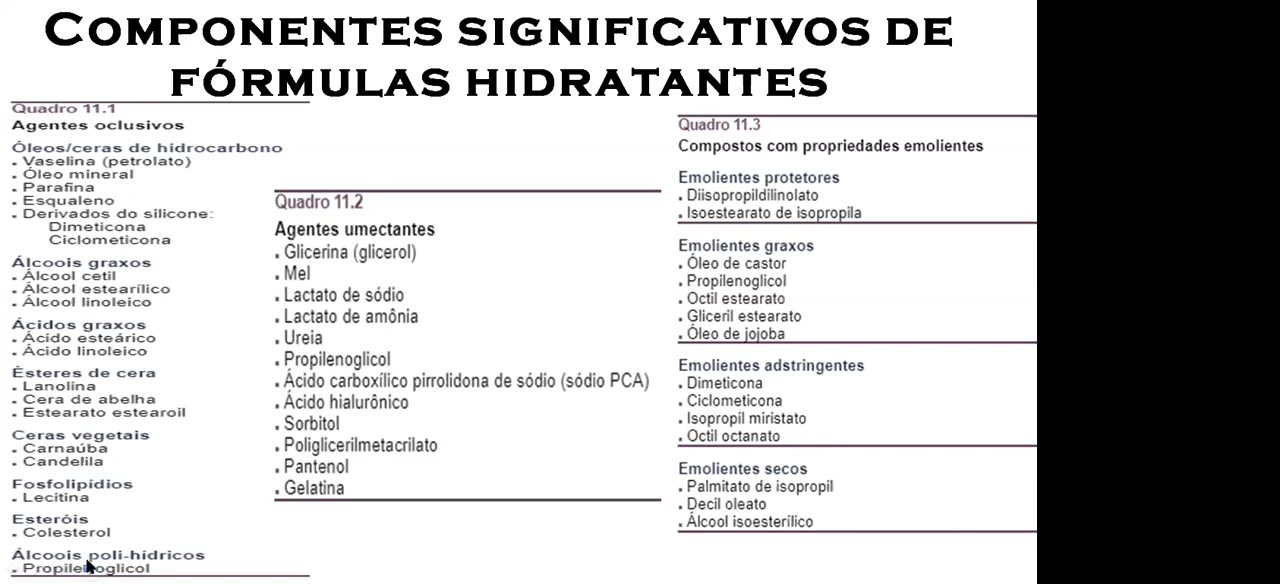 COMPONENTES SIGNIFICATIVOS DE
FÓRMULAS HIDRATANTES
Quadro 11.1
Agentes oclusivos
Óleos/ceras de hidrocarbono
. Vaselina (petrolato)
. Óleo mineral
. Parafina
. Esqualeno
. Derivados do silicone:
Dimeticona
Ciclometicona
Álcoois graxos
. Álcool cetil
. Álcool estearílico
. Álcool linoleico
Ácidos graxos
. Ácido esteárico
. Ácido linoleico
Ésteres de cera
. Lanolina
. Cera de abelha
. Estearato estearoil
Ceras vegetais
. Carnaúba
. Candelila
Fosfolipídios
. Lecitina
Esteróis
. Colesterol
Álcoois poli-hídricos
. Propilenoglicol
Quadro 11.2
Agentes umectantes
. Glicerina (glicerol)
. Mel
. Lactato de sódio
. Lactato de amônia
. Ureia
. Propilenoglicol
. Ácido carboxílico pirrolidona de sódio (sódio PCA)
. Ácido hialurônico
. Sorbitol
. Poliglicerilmetacrilato
. Pantenol
. Gelatina
Quadro 11.3
Compostos com propriedades emolientes
Emolientes protetores
. Diisopropildilinolato
. Isoestearato de isopropila
Emolientes graxos
. Óleo de castor
. Propilenoglicol
. Octil estearato
. Gliceril estearato
. Óleo de jojoba
Emolientes adstringentes
. Dimeticona
. Ciclometicona
. Isopropil miristato
. Octil octanato
Emolientes secos
. Palmitato de isopropil
. Decil oleato
. Álcool isoesterílico